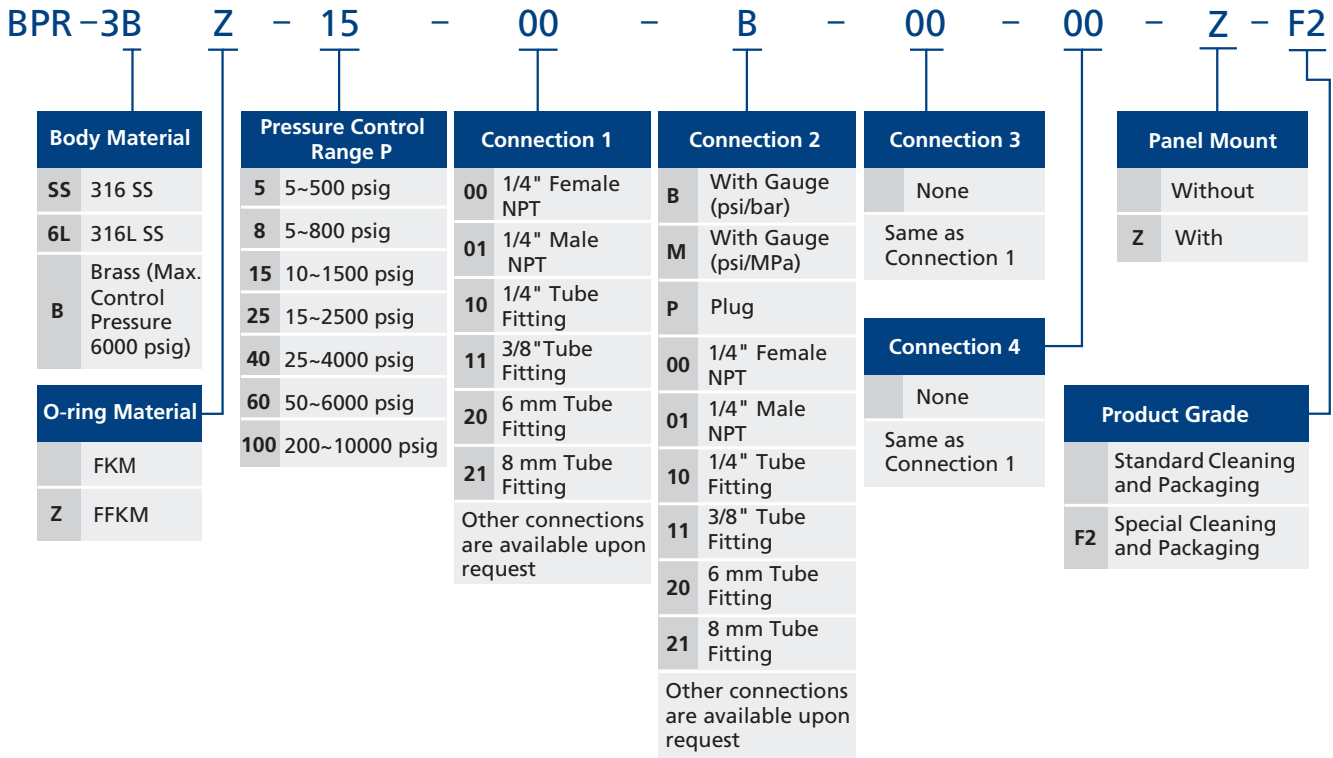 BPR-3B Z - 15 - 00 - B - 00 - 00 - Z - F2
Body Material
SS 316 SS
6L 316L SS
B Brass (Max.
Control
Pressure
6000 psig)
O-ring Material
FKM
Z FFKM
Pressure Control
Range P
5 5~500 psig
8 5~800 psig
15 10~1500 psig
25 15~2500 psig
40 25~4000 psig
60 50~6000 psig
100 200~10000 psig
Connection 1
00 1/4" Female
NPT
01 1/4" Male
NPT
10 1/4" Tube
Fitting
11 3/8"Tube
Fitting
20 6 mm Tube
Fitting
21 8 mm Tube
Fitting
Other connections
are available upon
request
Connection 2
B With Gauge
(psi/bar)
M With Gauge
(psi/MPa)
P Plug
00 1/4" Female
NPT
01 1/4" Male
NPT
10 1/4" Tube
Fitting
11 3/8" Tube
Fitting
20 6 mm Tube
Fitting
21 8 mm Tube
Fitting
Other connections
are available upon
request
Connection 3
None
Same as
Connection 1
Connection 4
None
Same as
Connection 1
Panel Mount
Without
Z With
Product Grade
Standard Cleaning
and Packaging
F2 Special Cleaning
and Packaging